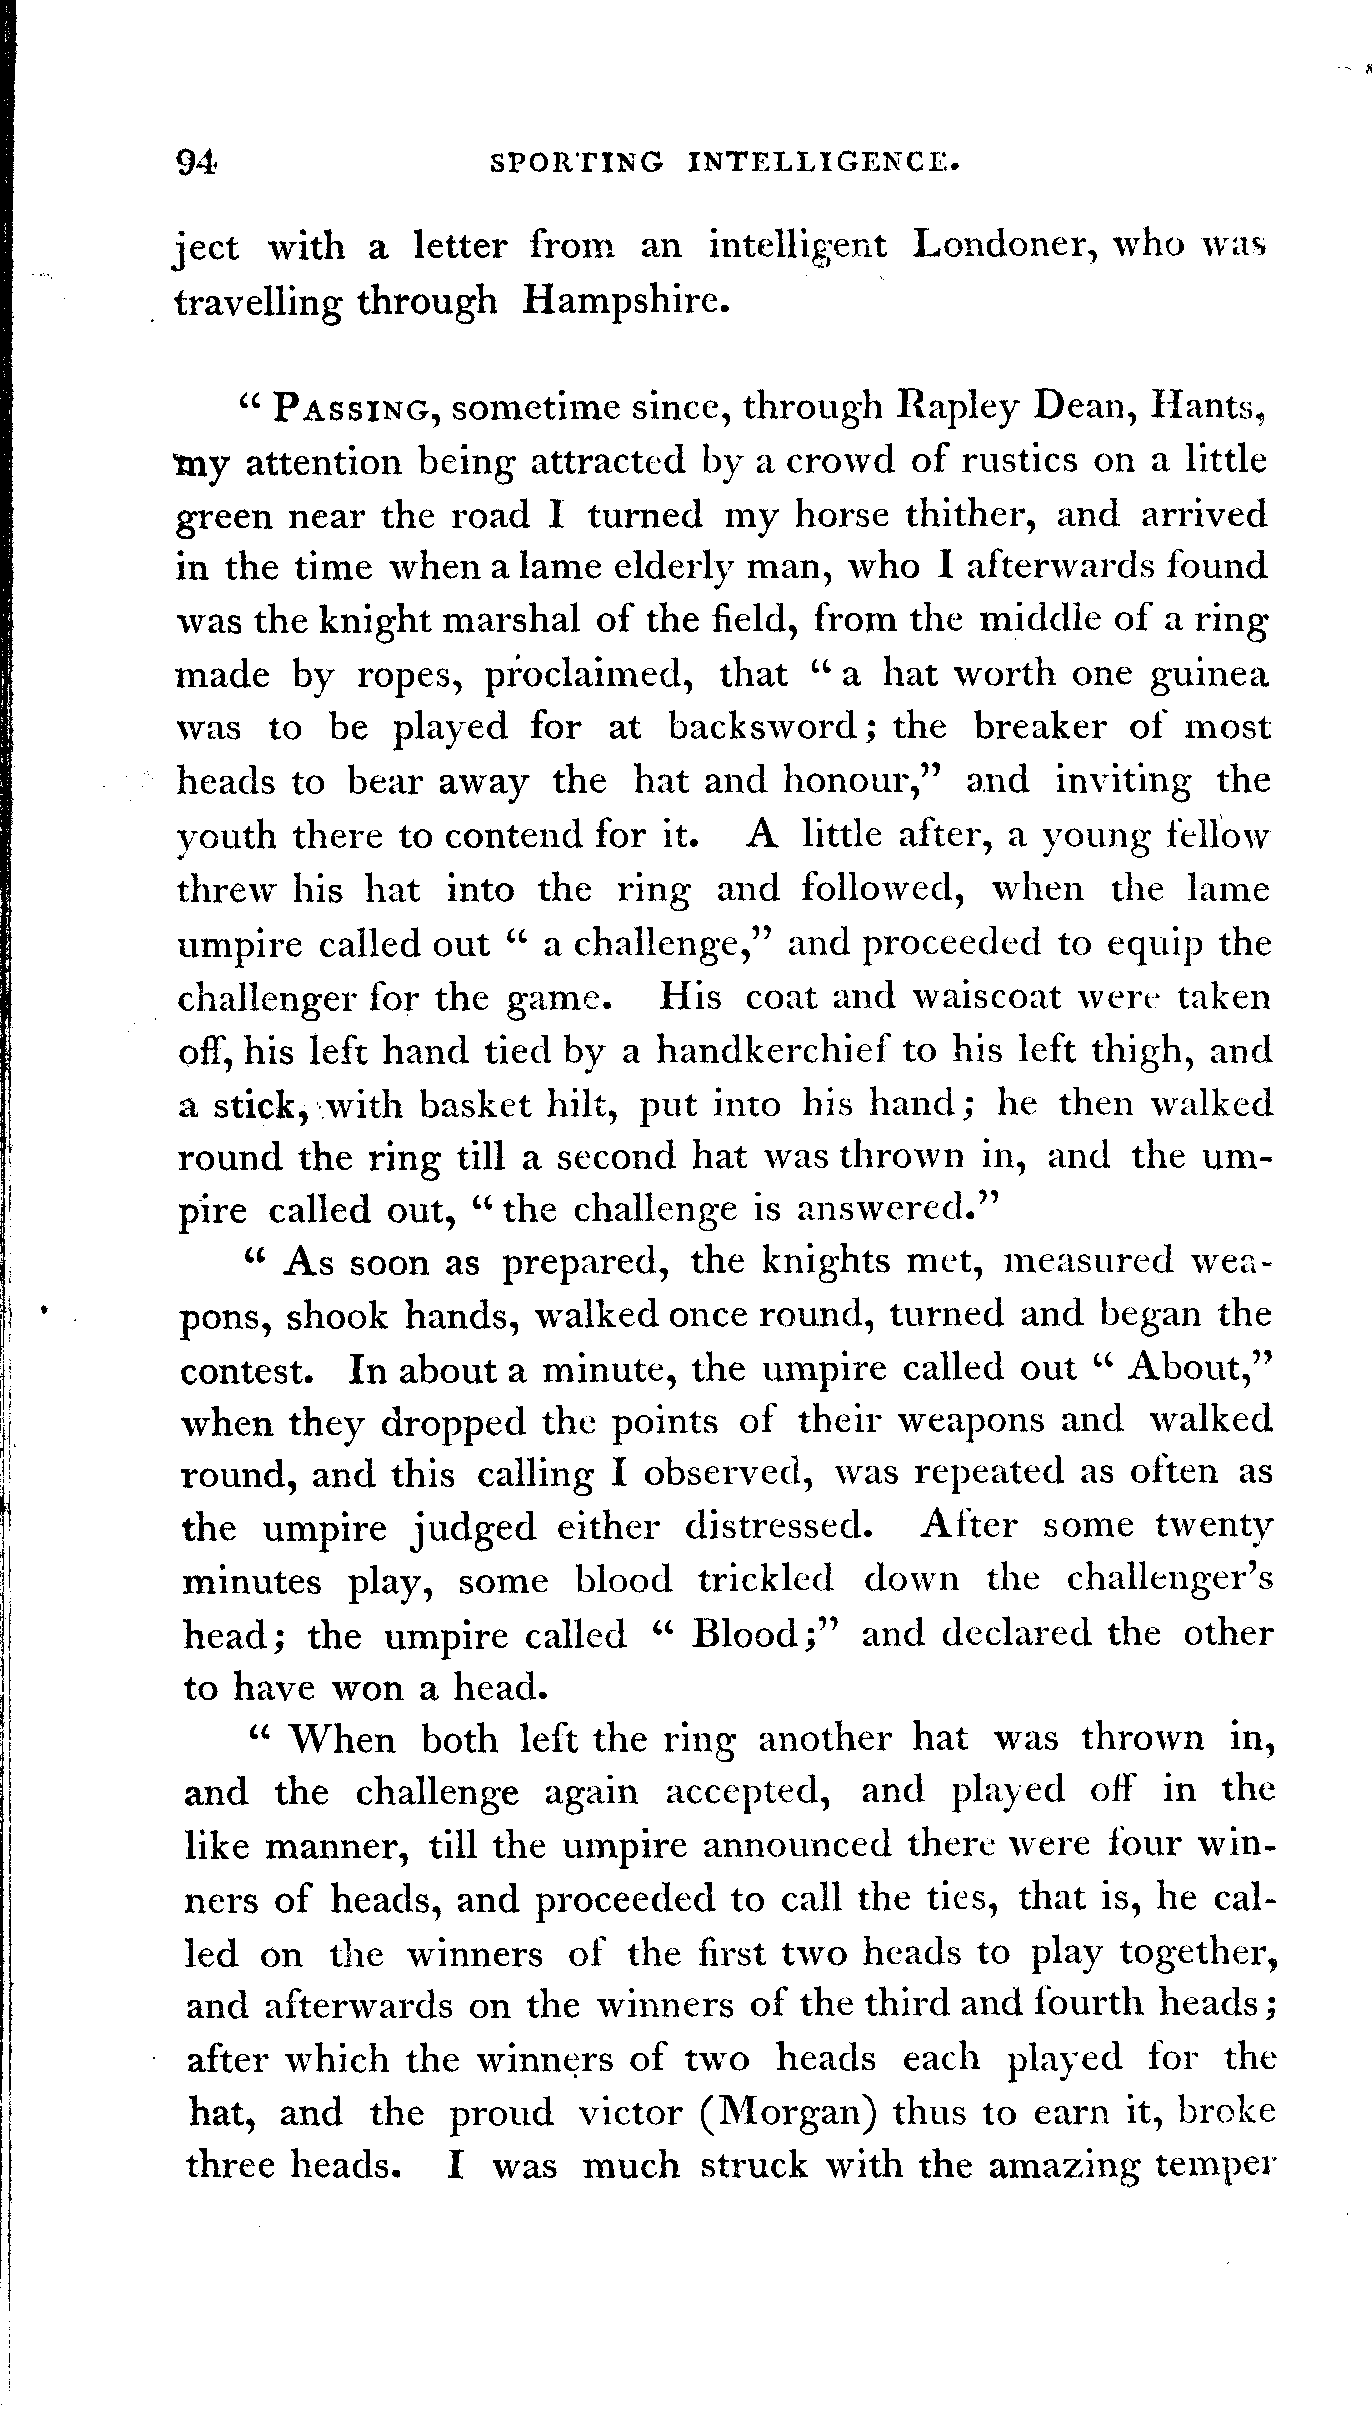 94 SPORTING INTELLIGENCE.
ject with a letter from an intelligent Londoner, who was
travelling through Hampshire.
“ PASSING, sometime since, through Rapley Dean, Hants,
my attention being attracted by a crowd of rustics on a little
green near the road I turned my horse thither, and arrived
in the time when a lame elderly man, who I afterwards found
was the knight marshal of the field, from the middle of a ring
made by ropes, proclaimed, that “ a hat worth one guinea
was to be played for at backsword; the breaker of most
heads to bear away the hat and honour,” and inviting the
youth there to contend for it. A little after, a young fellow
threw his hat into the ring and followed, when the lame
umpire called out “ a challenge,” and proceeded to equip the
challenger for the game. His coat and waiscoat were taken
off, his left hand tied by a handkerchief to his left thigh, and
a stick, with basket hilt, put into his hand; he then walked
round the ring till a second hat was thrown in, and the um-
pire called out, “ the challenge is answered.”
“ As soon as prepared, the knights met, measured wea-
pons, shook hands, walked once round, turned and began the
contest. In about a minute, the umpire called out “ About,”
when they dropped the points of their weapons and walked
round, and this calling I observed, was repeated as often as
the umpire judged either distressed. After some twenty
minutes play, some blood trickled down the challenger’s
head; the umpire called “ Blood;” and declared the other
to have won a head.
“ When both left the ring another hat was thrown in,
and the challenge again accepted, and played off in the
like manner, till the umpire announced there were four win-
ners of heads, and proceeded to call the ties, that is, he cal-
led on the winners of the first two heads to play together,
and afterwards on the winners of the third and fourth heads;
after which the winners of two heads each played for the
hat, and the proud victor (Morgan) thus to earn it, broke
three heads. I was much struck with the amazing temper